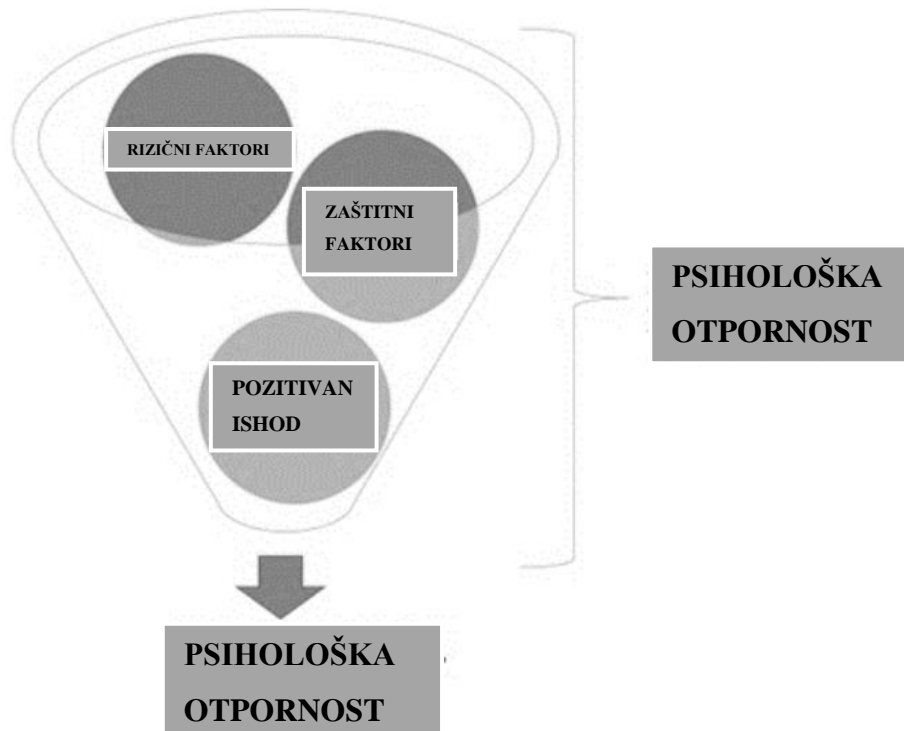 RIZIČNI FAKTORI
ZAŠTITNI
FAKTORI
POZITIVAN
ISHOD
PSIHOLOŠKA
OTPORNOST
PSIHOLOŠKA
OTPORNOST